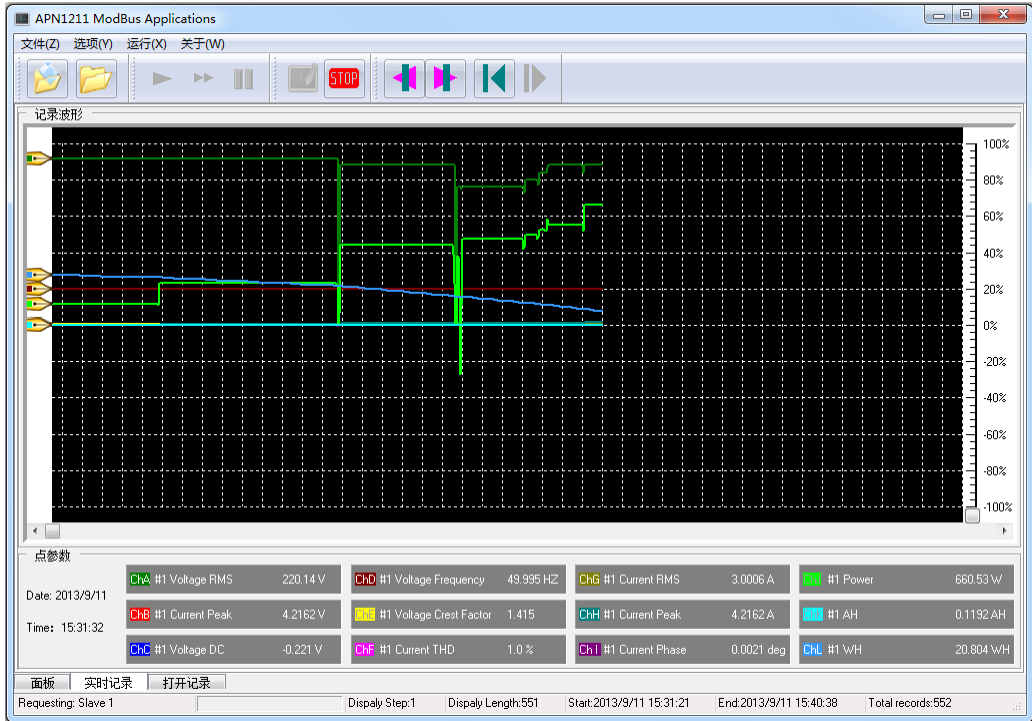 APN1211 ModBus Applications
文件(Z) 选项(Y) 运行(X) 关于(W)
STOP
记录波形
100%
80%
60%
40%
20%
0%
-20%
-40%
-60%
-80%
-100%
点参数
Date: 2013/9/11
Time: 15:31:32
ChA #1 Voltage RMS 220.14 V
ChD #1 Voltage Frequency 49.995 HZ
ChG #1 Current RMS 3.0006 A
#1 Power 660.53 W
ChB #1 Current Peak 4.2162 V
ChE #1 Voltage Crest Factor 1.415
ChH #1 Current Peak 4.2162 A
#1 AH 0.1192 AH
ChC #1 Voltage DC -0.221 V
ChF #1 Current THD 1.0 %
Ch I #1 Current Phase 0.0021 deg
ChL #1 WH 20.804 WH
面板 实时记录 打开记录
Requesting: Slave 1 Dispaly Step:1 Dispaly Length:551 Start:2013/9/11 15:31:21 End:2013/9/11 15:40:38 Total records:552